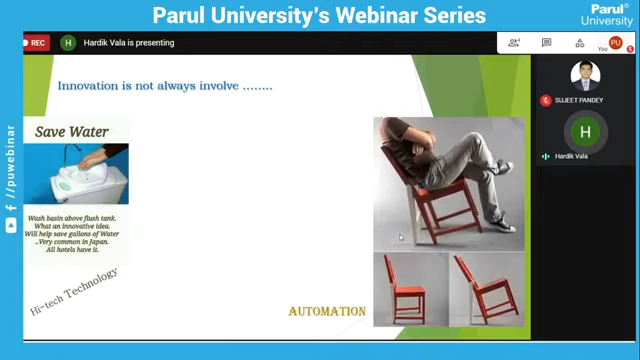 Parul University's Webinar Series
Parul®
University
REC
H
Hardik Vala is presenting
You
PU
Innovation is not always involve ........
SUJEET PANDEY
H
Hardik Vala
Save Water
Wash basin above flush tank.
What an innovative idea.
Will help save gallons of Water
..Very common in Japan.
All hotels have it.
Hi-tech Technology
AUTOMATION
/puwebinar